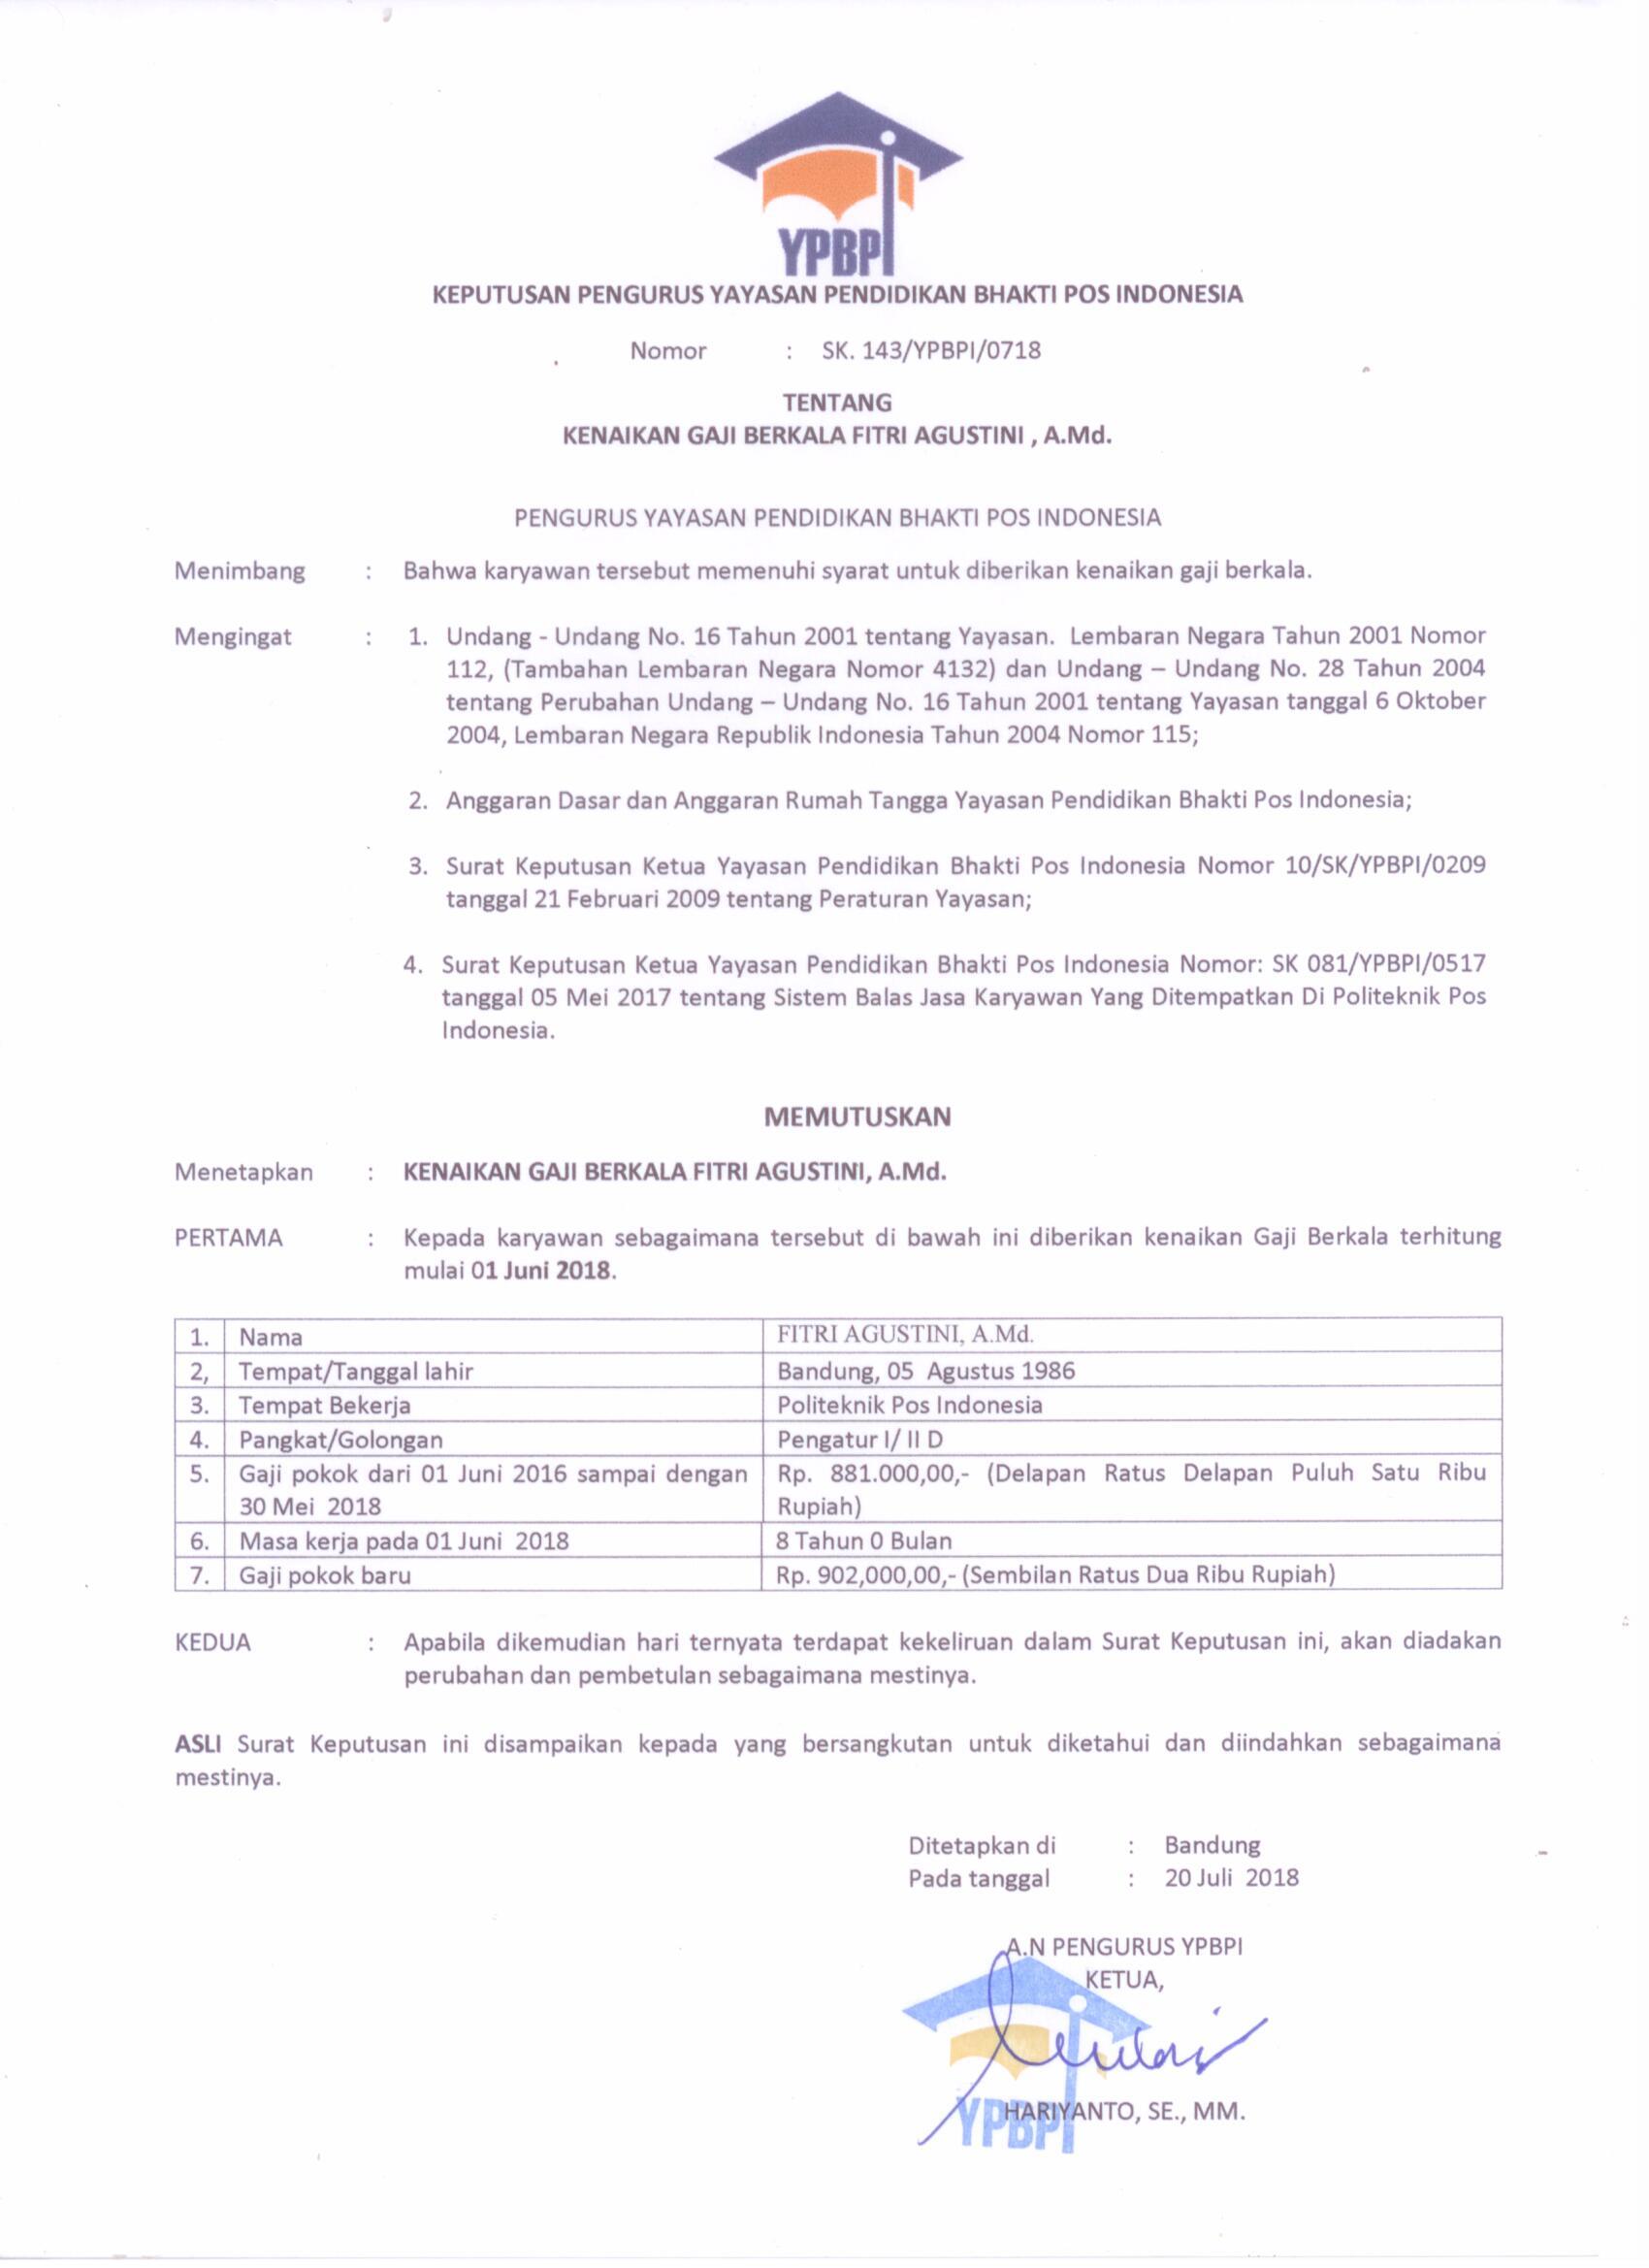 YPBPI
KEPUTUSAN PENGURUS YAYASAN PENDIDIKAN BHAKTI POS INDONESIA
Nomor : SK. 143/YPBPI/0718
TENTANG
KENAIKAN GAJI BERKALA FITRI AGUSTINI , A.Md.
PENGURUS YAYASAN PENDIDIKAN BHAKTI POS INDONESIA
Menimbang : Bahwa karyawan tersebut memenuhi syarat untuk diberikan kenaikan gaji berkala.
Mengingat : 1. Undang - Undang No. 16 Tahun 2001 tentang Yayasan. Lembaran Negara Tahun 2001 Nomor
112, (Tambahan Lembaran Negara Nomor 4132) dan Undang – Undang No. 28 Tahun 2004
tentang Perubahan Undang – Undang No. 16 Tahun 2001 tentang Yayasan tanggal 6 Oktober
2004, Lembaran Negara Republik Indonesia Tahun 2004 Nomor 115;
2. Anggaran Dasar dan Anggaran Rumah Tangga Yayasan Pendidikan Bhakti Pos Indonesia;
3. Surat Keputusan Ketua Yayasan Pendidikan Bhakti Pos Indonesia Nomor 10/SK/YPBPI/0209
tanggal 21 Februari 2009 tentang Peraturan Yayasan;
4. Surat Keputusan Ketua Yayasan Pendidikan Bhakti Pos Indonesia Nomor: SK 081/YPBPI/0517
tanggal 05 Mei 2017 tentang Sistem Balas Jasa Karyawan Yang Ditempatkan Di Politeknik Pos
Indonesia.
MEMUTUSKAN
Menetapkan : KENAIKAN GAJI BERKALA FITRI AGUSTINI, A.Md.
PERTAMA : Kepada karyawan sebagaimana tersebut di bawah ini diberikan kenaikan Gaji Berkala terhitung
mulai 01 Juni 2018.
1. Nama FITRI AGUSTINI, A.Md.
2, Tempat/Tanggal lahir Bandung, 05 Agustus 1986
3. Tempat Bekerja Politeknik Pos Indonesia
4. Pangkat/Golongan Pengatur I/ II D
5. Gaji pokok dari 01 Juni 2016 sampai dengan Rp. 881.000,00,- (Delapan Ratus Delapan Puluh Satu Ribu
30 Mei 2018 Rupiah)
6. Masa kerja pada 01 Juni 2018 8 Tahun 0 Bulan
7. Gaji pokok baru Rp. 902,000,00,- (Sembilan Ratus Dua Ribu Rupiah)
KEDUA : Apabila dikemudian hari ternyata terdapat kekeliruan dalam Surat Keputusan ini, akan diadakan
perubahan dan pembetulan sebagaimana mestinya.
ASLI Surat Keputusan ini disampaikan kepada yang bersangkutan untuk diketahui dan diindahkan sebagaimana
mestinya.
Ditetapkan di : Bandung
Pada tanggal : 20 Juli 2018
A.N PENGURUS YPBPI
KETUA,
HARIYANTO, SE., MM.
YPBPI